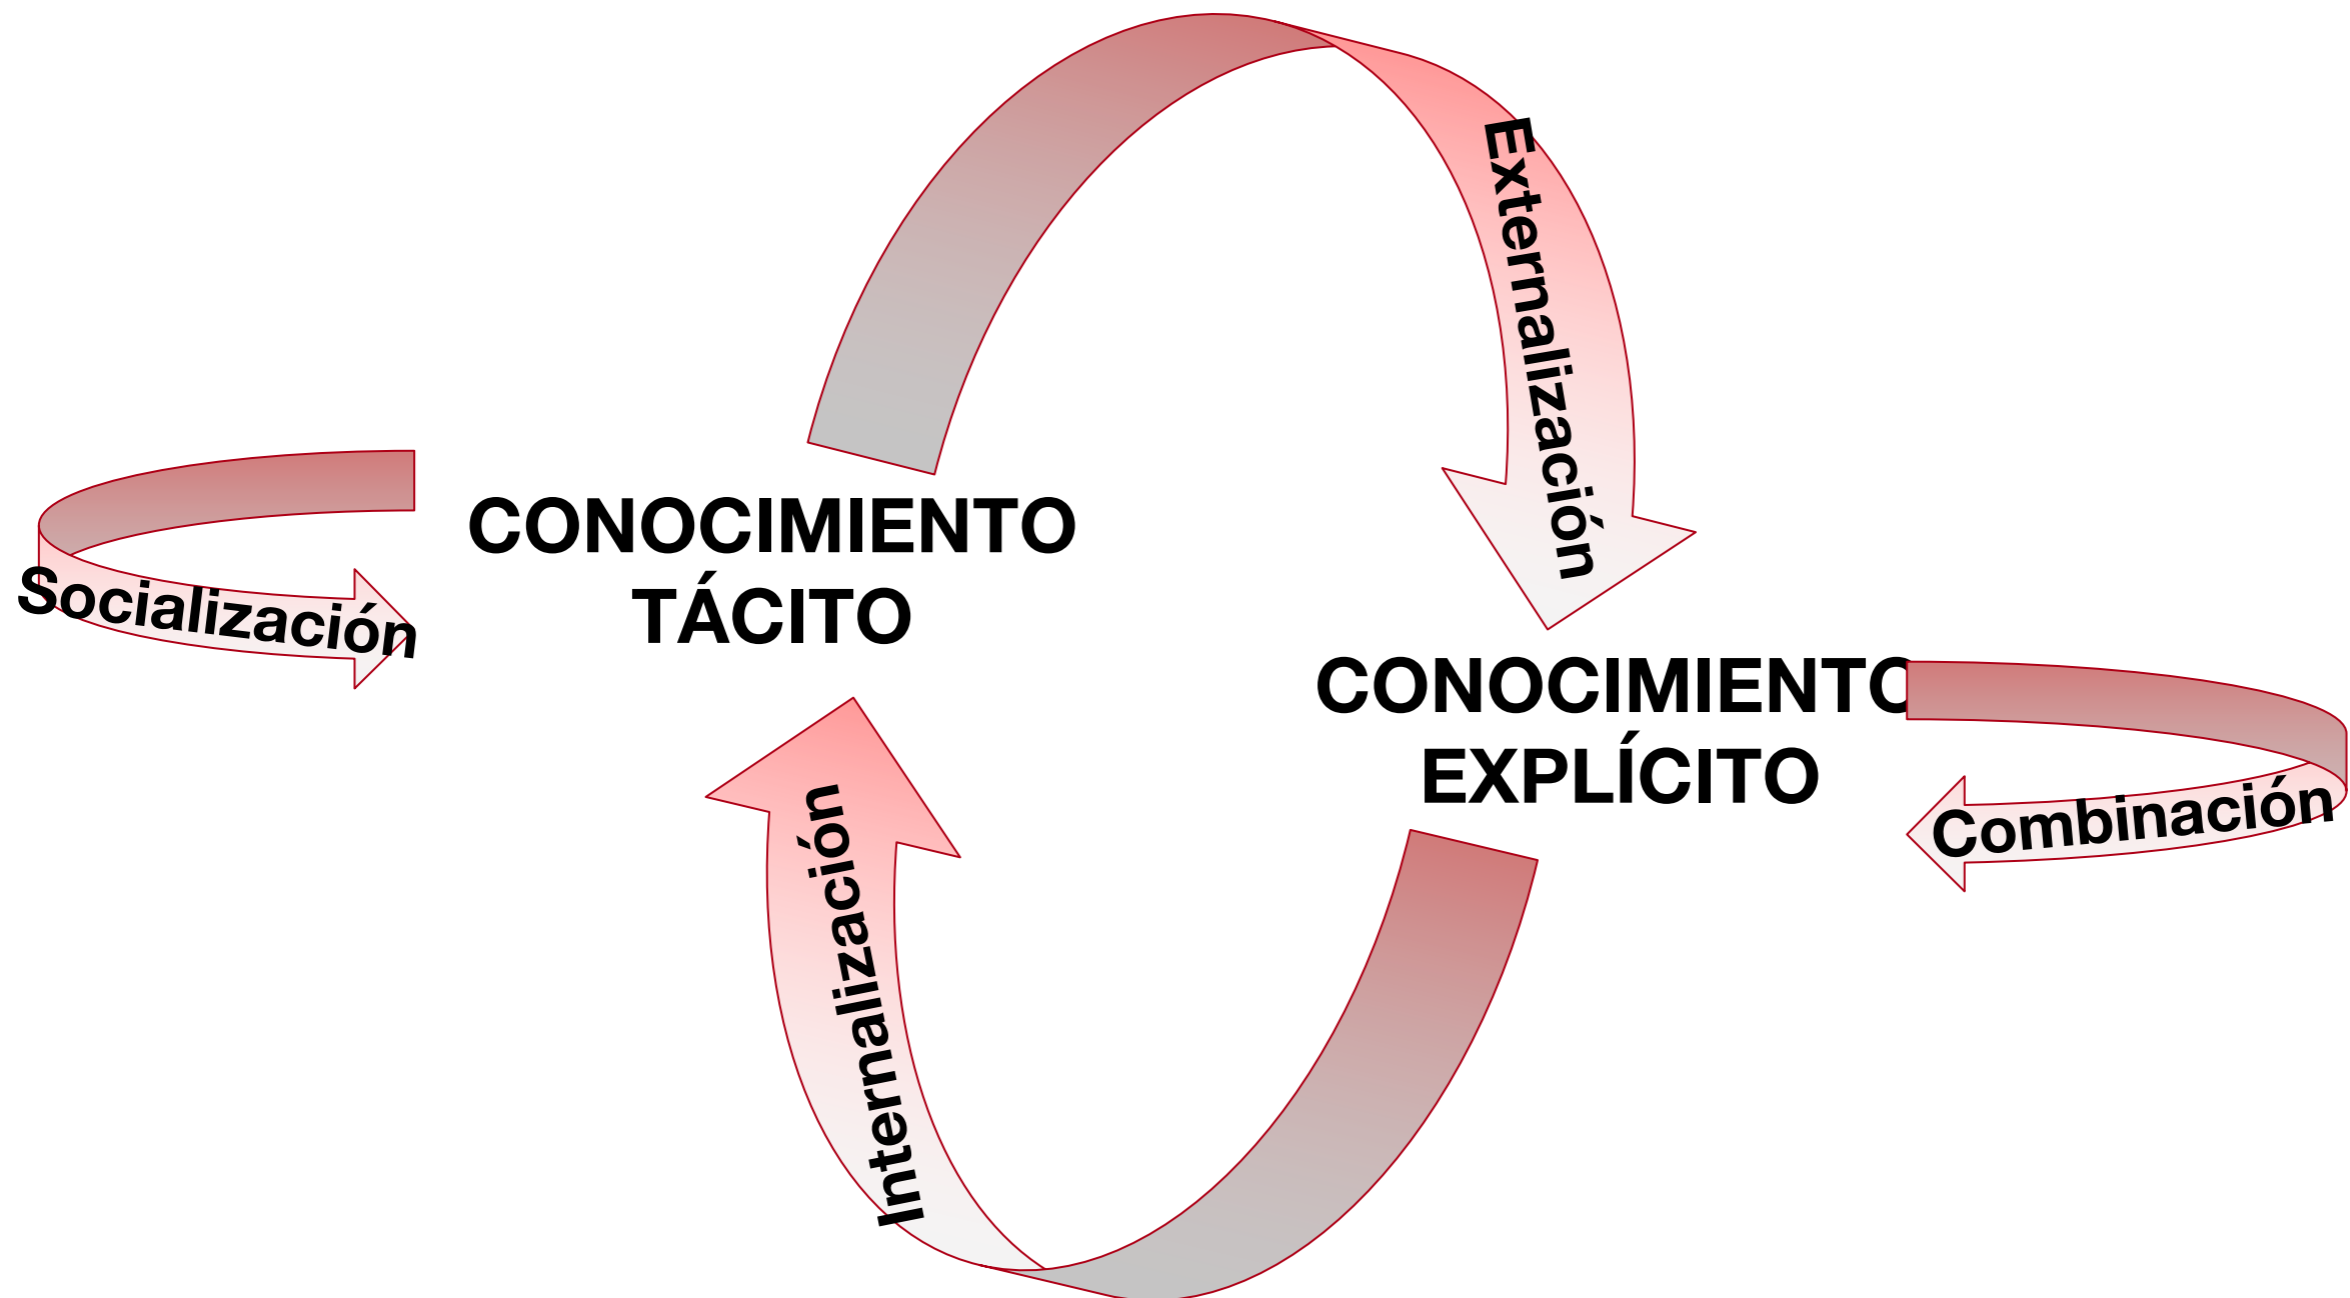 Externalización
CONOCIMIENTO
TÁCITO
Socialización
CONOCIMIENTO
EXPLÍCITO
Combinación
Internalización